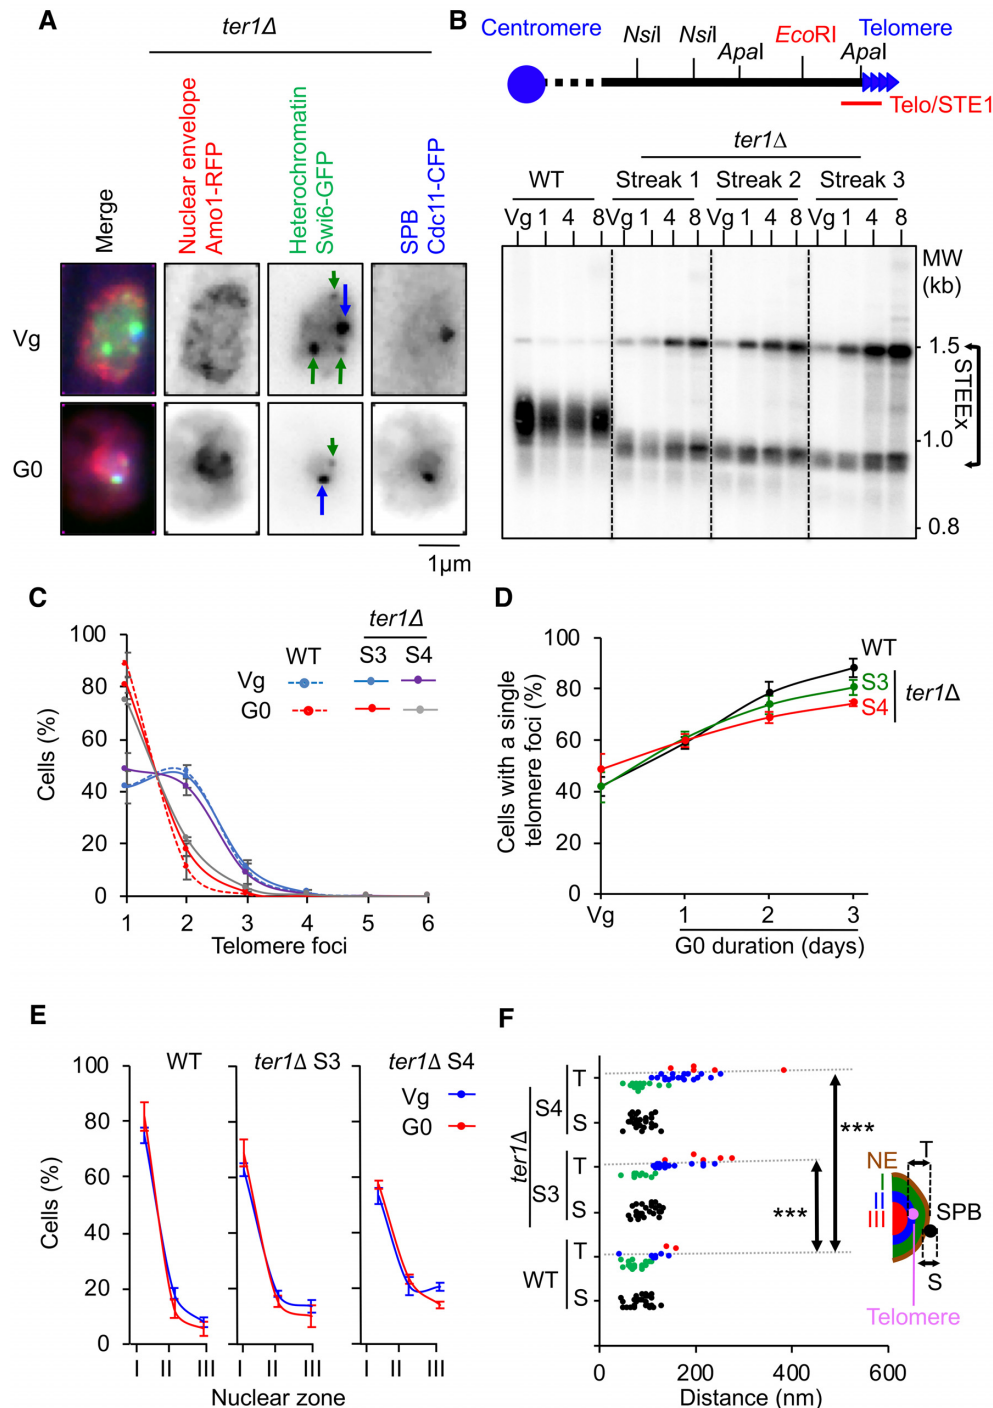 A
ter1Δ
Merge
Nuclear envelope
Amo1-RFP
Heterochromatin
Swi6-GFP
SPB
Cdc11-CFP
Vg
G0
1µm
B
Centromere
NsiI
NsiI
ApaI
EcoRI
ApaI
Telomere
Telo/STE1
ter1Δ
WT
Streak 1
Streak 2
Streak 3
Vg 1 4 8 Vg 1 4 8 Vg 1 4 8 Vg 1 4 8
MW
(kb)
1.5
1.0
0.8
STEEx
C
ter1Δ
WT S3 S4
Vg
G0
100
80
60
40
20
0
Cells (%)
1 2 3 4 5 6
Telomere foci
D
100
80
60
40
20
0
Cells with a single
telomere foci (%)
WT
S3
S4
ter1Δ
Vg 1 2 3
G0 duration (days)
E
WT
ter1Δ S3
ter1Δ S4
Vg
G0
100
80
60
40
20
0
Cells (%)
I II III I II III I II III
Nuclear zone
F
ter1Δ
S4
T
S
S3
T
S
WT
T
S
***
***
NE
I
II
III
T
SPB
S
Telomere
0 200 400 600
Distance (nm)